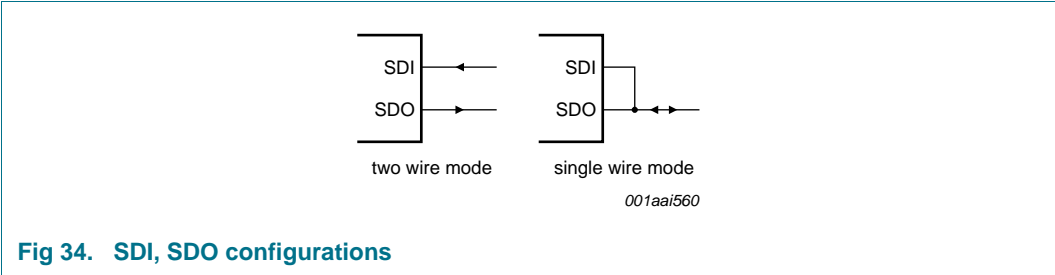 SDI
SDO
two wire mode
SDI
SDO
single wire mode
001aai560
Fig 34. SDI, SDO configurations